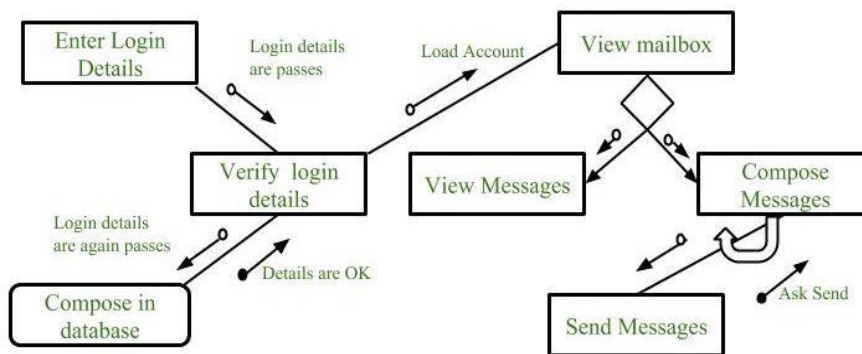 Enter Login
Details
Login details
are passes
Load Account
View mailbox
Verify login
details
View Messages
Compose
Messages
Login details
are again passes
Details are OK
Compose in
database
Send Messages
Ask Send